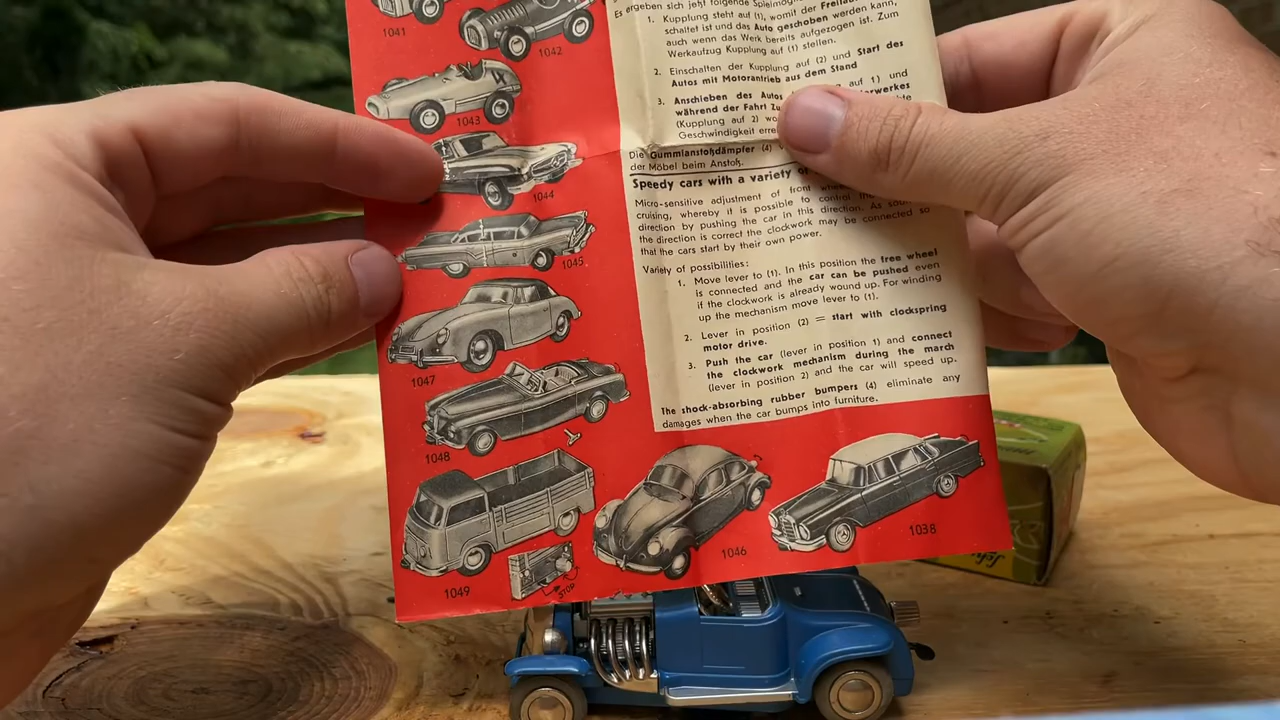 1041
1042
1043
1044
1045
1047
1048
1049
1046
1038
STOP
Es ergeben sich jetzt folgende
1. Kupplung steht auf (1), womit der
schaltet ist und das Auto geschoben werden kann,
auch wenn das Werk bereits aufgezogen ist. Zum
Werkaufzug Kupplung auf (1) stellen.
2. Einschalten der Kupplung auf (2) und Start des
Autos mit Motorantrieb aus dem Stand
3. Anschieben des Autos auf 1) und
während der Fahrt
(Kupplung auf 2)
Geschwindigkeit
Die Gummianstoßdämpfer (4)
der Möbel beim Anstoß.
Speedy cars with a variety
Micro-sensitive adjustment of front
cruising, whereby it is possible to control
direction by pushing the car in this direction. As
the direction is correct the clockwork may be connected so
that the cars start by their own power.
Variety of possibilities:
1. Move lever to (1). In this position the free wheel
is connected and the car can be pushed even
if the clockwork is already wound up. For winding
up the mechanism move lever to (1).
2. Lever in position (2) = start with clockspring
motor drive.
3. Push the car (lever in position 1) and connect
the clockwork mechanism during the march
(lever in position 2) and the car will speed up.
The shock-absorbing rubber bumpers (4) eliminate any
damages when the car bumps into furniture.